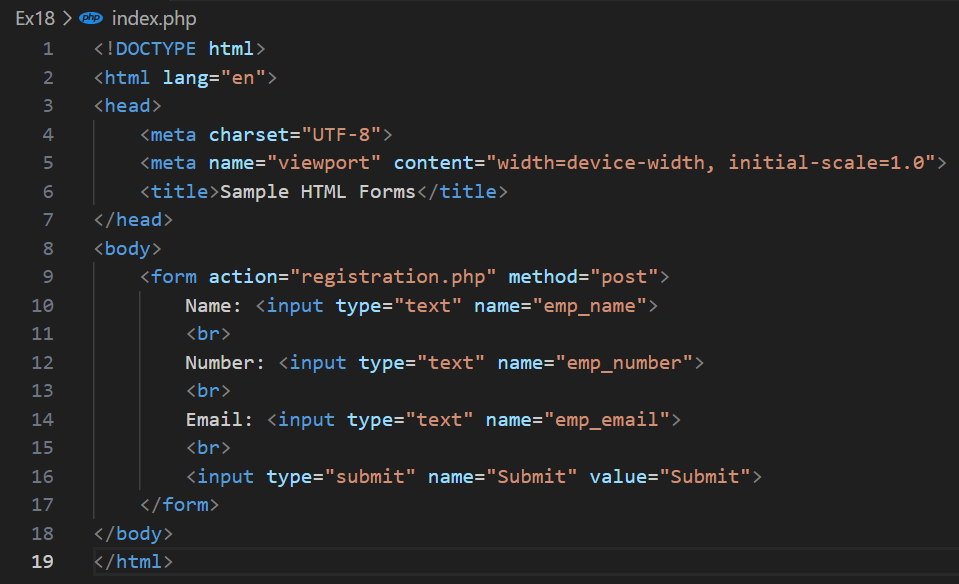 Ex18 > php index.php
1 <!DOCTYPE html>
2 <html lang="en">
3 <head>
4     <meta charset="UTF-8">
5     <meta name="viewport" content="width=device-width, initial-scale=1.0">
6     <title>Sample HTML Forms</title>
7 </head>
8 <body>
9     <form action="registration.php" method="post">
10         Name: <input type="text" name="emp_name">
11         <br>
12         Number: <input type="text" name="emp_number">
13         <br>
14         Email: <input type="text" name="emp_email">
15         <br>
16         <input type="submit" name="Submit" value="Submit">
17     </form>
18 </body>
19 </html>